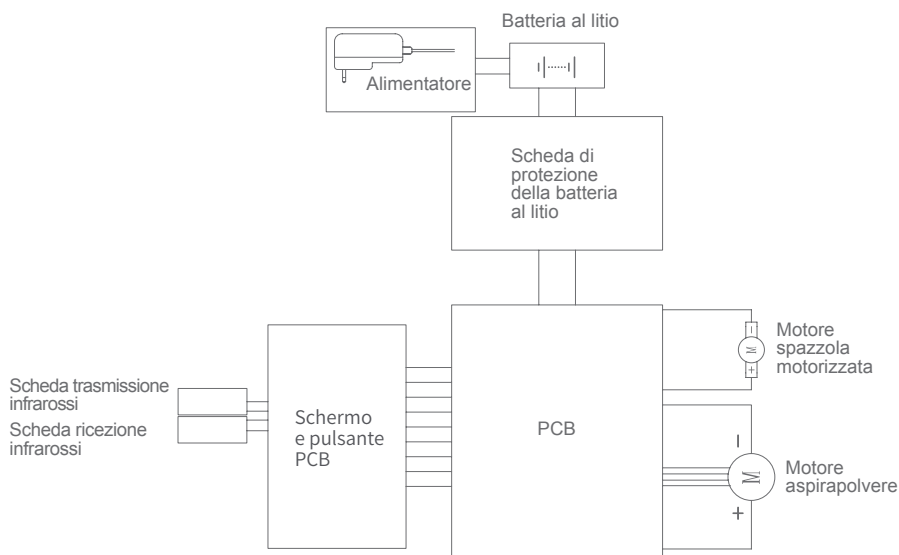 Batteria al litio
Alimentatore
Scheda di
protezione
della batteria
al litio
Motore
spazzola
motorizzata
M
Scheda trasmissione
infrarossi
Scheda ricezione
infrarossi
Schermo
e pulsante
PCB
PCB
M
Motore
aspirapolvere